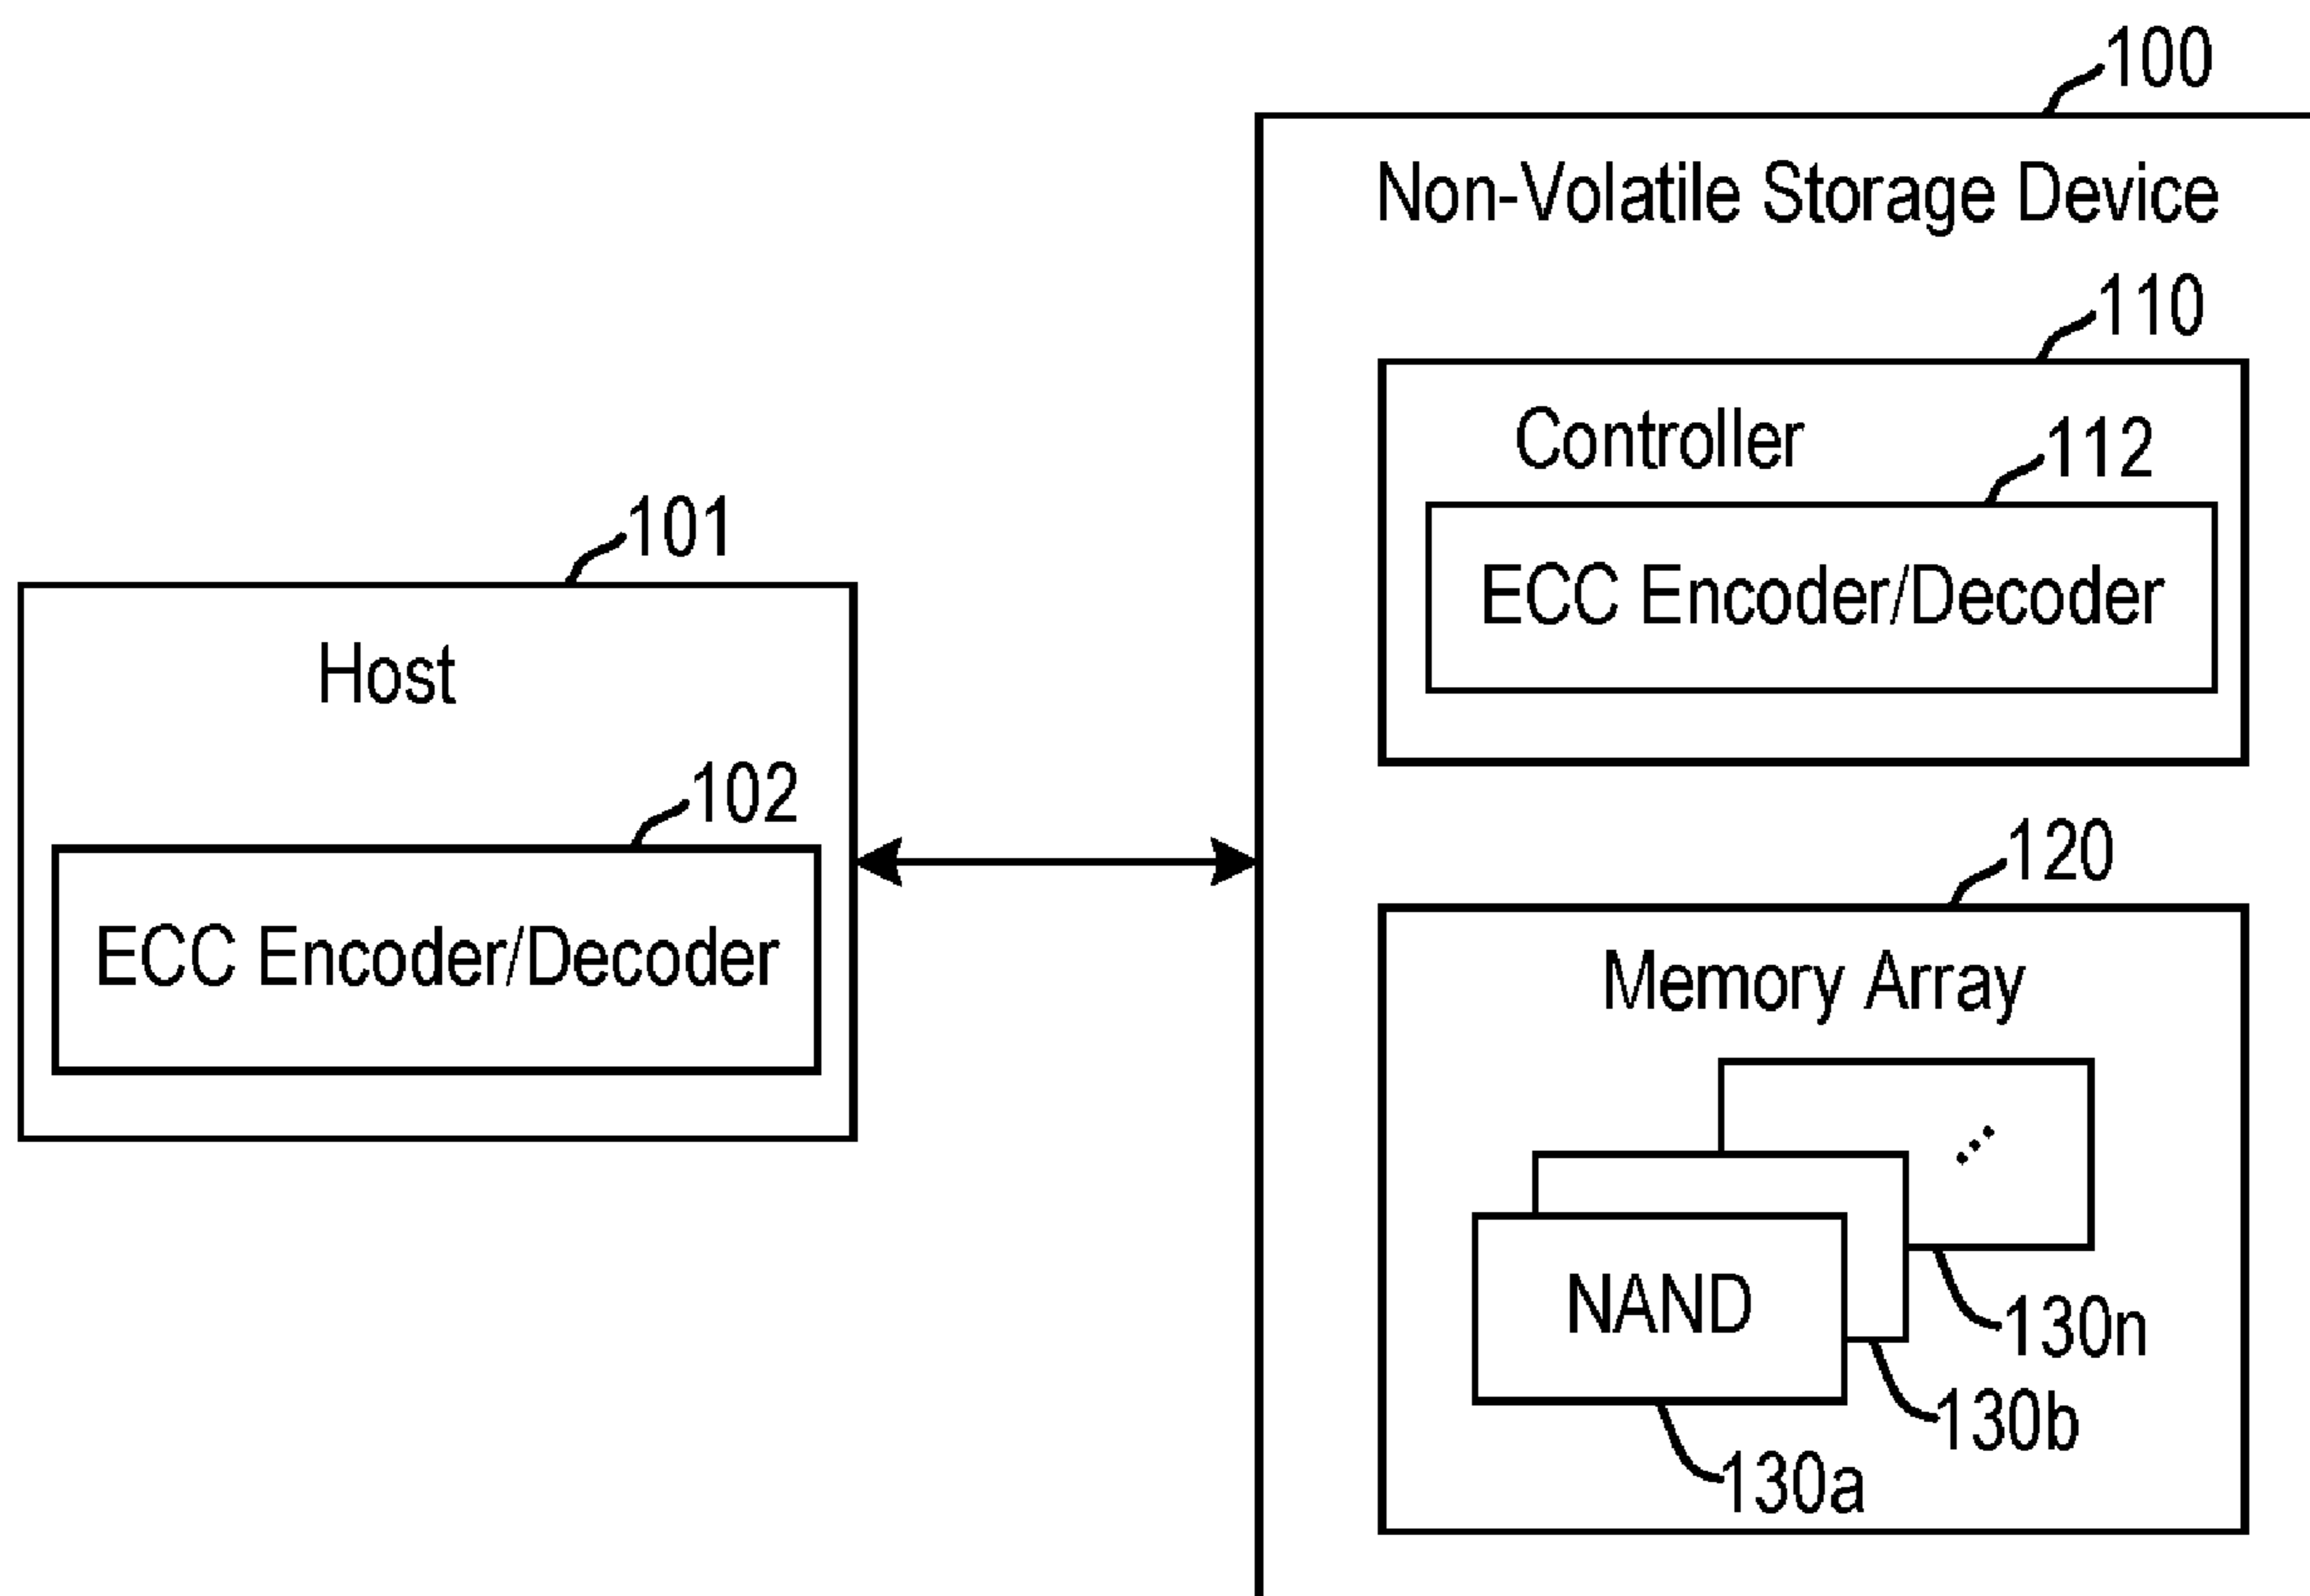 100
Non-Volatile Storage Device
110
Controller
112
ECC Encoder/Decoder
101
Host
102
ECC Encoder/Decoder
120
Memory Array
...
NAND
130n
130b
130a